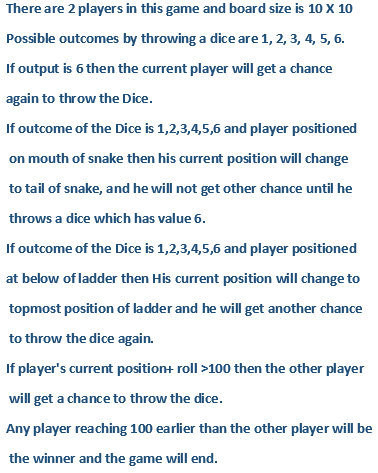 There are 2 players in this game and board size is 10 X 10
Possible outcomes by throwing a dice are 1, 2, 3, 4, 5, 6.
If output is 6 then the current player will get a chance
again to throw the Dice.
If outcome of the Dice is 1,2,3,4,5,6 and player positioned
on mouth of snake then his current position will change
to tail of snake, and he will not get other chance until he
throws a dice which has value 6.
If outcome of the Dice is 1,2,3,4,5,6 and player positioned
at below of ladder then His current position will change to
topmost position of ladder and he will get another chance
to throw the dice again.
If player's current position+ roll >100 then the other player
will get a chance to throw the dice.
Any player reaching 100 earlier than the other player will be
the winner and the game will end.